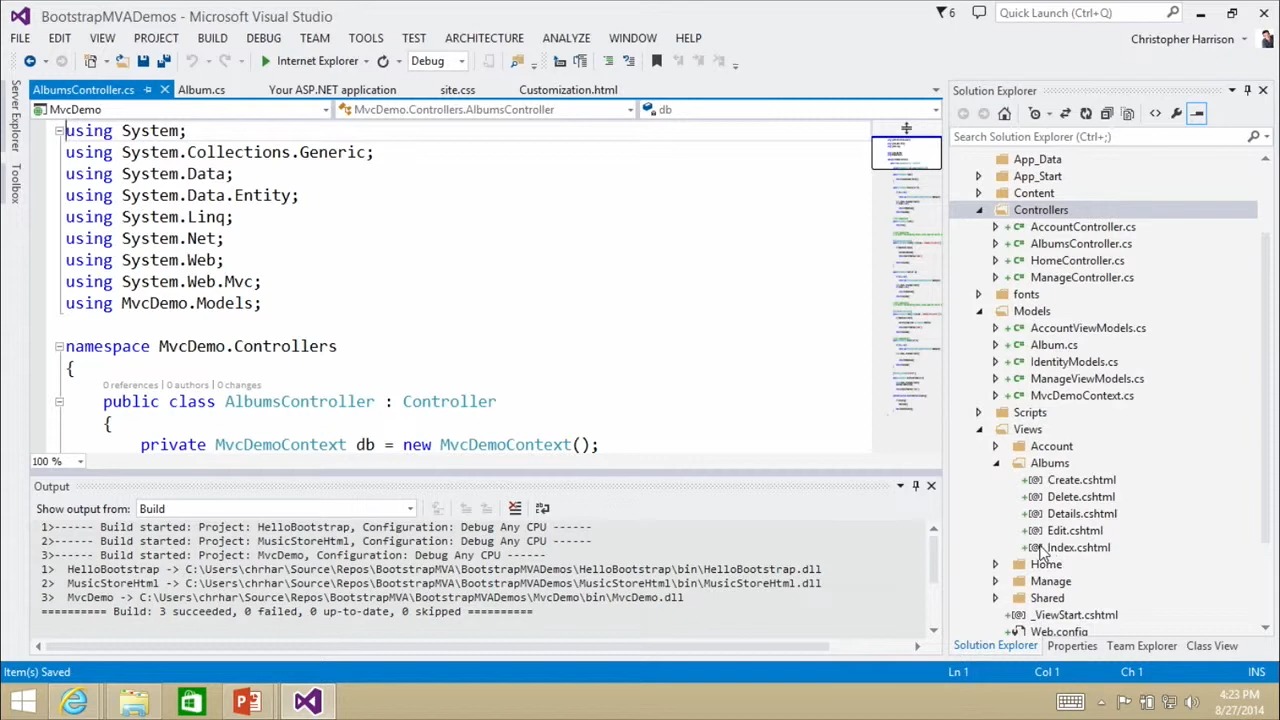 BootstrapMVADemos - Microsoft Visual Studio
6
Quick Launch (Ctrl+Q)
FILE EDIT VIEW PROJECT BUILD DEBUG TEAM TOOLS TEST ARCHITECTURE ANALYZE WINDOW HELP
Christopher Harrison
Internet Explorer
Debug
Server Explorer
Toolbox
AlbumsController.cs
Album.cs
Your ASP.NET application
site.css
Customization.html
MvcDemo
MvcDemo.Controllers.AlbumsController
db
using System;
using System.Collections.Generic;
using System.Data;
using System.Data.Entity;
using System.Linq;
using System.Net;
using System.Web;
using System.Web.Mvc;
using MvcDemo.Models;
namespace MvcDemo.Controllers
{
0 references | 0 authors | 0 changes
public class AlbumsController : Controller
{
private MvcDemoContext db = new MvcDemoContext();
100 %
Output
Show output from: Build
1>------ Build started: Project: HelloBootstrap, Configuration: Debug Any CPU ------
2>------ Build started: Project: MusicStoreHtml, Configuration: Debug Any CPU ------
3>------ Build started: Project: MvcDemo, Configuration: Debug Any CPU ------
1> HelloBootstrap -> C:\Users\chrhar\Source\Repos\BootstrapMVA\BootstrapMVADemos\HelloBootstrap\bin\HelloBootstrap.dll
2> MusicStoreHtml -> C:\Users\chrhar\Source\Repos\BootstrapMVA\BootstrapMVADemos\MusicStoreHtml\bin\MusicStoreHtml.dll
3> MvcDemo -> C:\Users\chrhar\Source\Repos\BootstrapMVA\BootstrapMVADemos\MvcDemo\bin\MvcDemo.dll
========== Build: 3 succeeded, 0 failed, 0 up-to-date, 0 skipped ==========
Solution Explorer
Search Solution Explorer (Ctrl+;)
App_Data
App_Start
Content
Controllers
AccountController.cs
AlbumsController.cs
HomeController.cs
ManageController.cs
fonts
Models
AccountViewModels.cs
Album.cs
IdentityModels.cs
ManageViewModels.cs
MvcDemoContext.cs
Scripts
Views
Account
Albums
Create.cshtml
Delete.cshtml
Details.cshtml
Edit.cshtml
Index.cshtml
Home
Manage
Shared
_ViewStart.cshtml
Web.config
Solution Explorer Properties Team Explorer Class View
Item(s) Saved
Ln 1 Col 1 Ch 1 INS
4:23 PM
8/27/2014